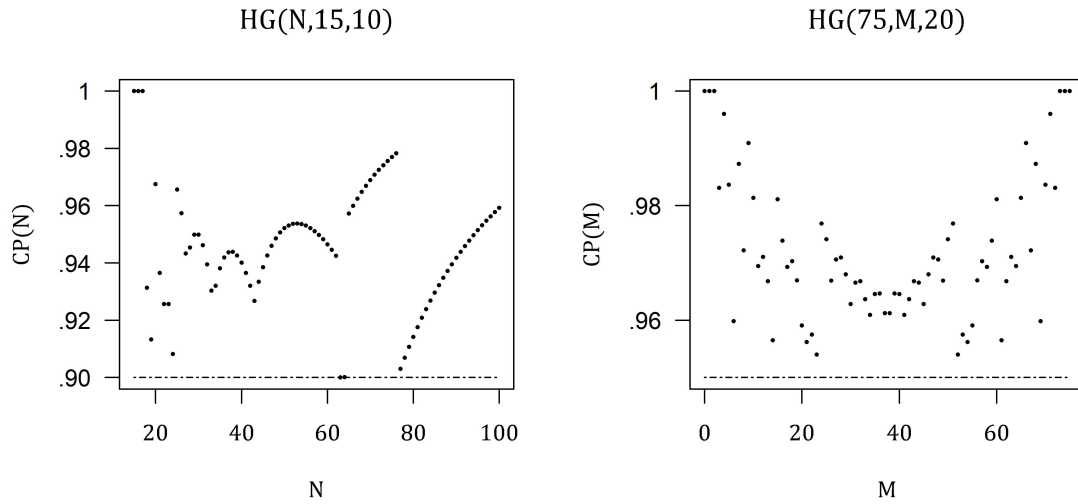 HG(N,15,10)
CP(N)
1
.98
.96
.94
.92
.90
20 40 60 80 100
N
HG(75,M,20)
CP(M)
1
.98
.96
0 20 40 60
M